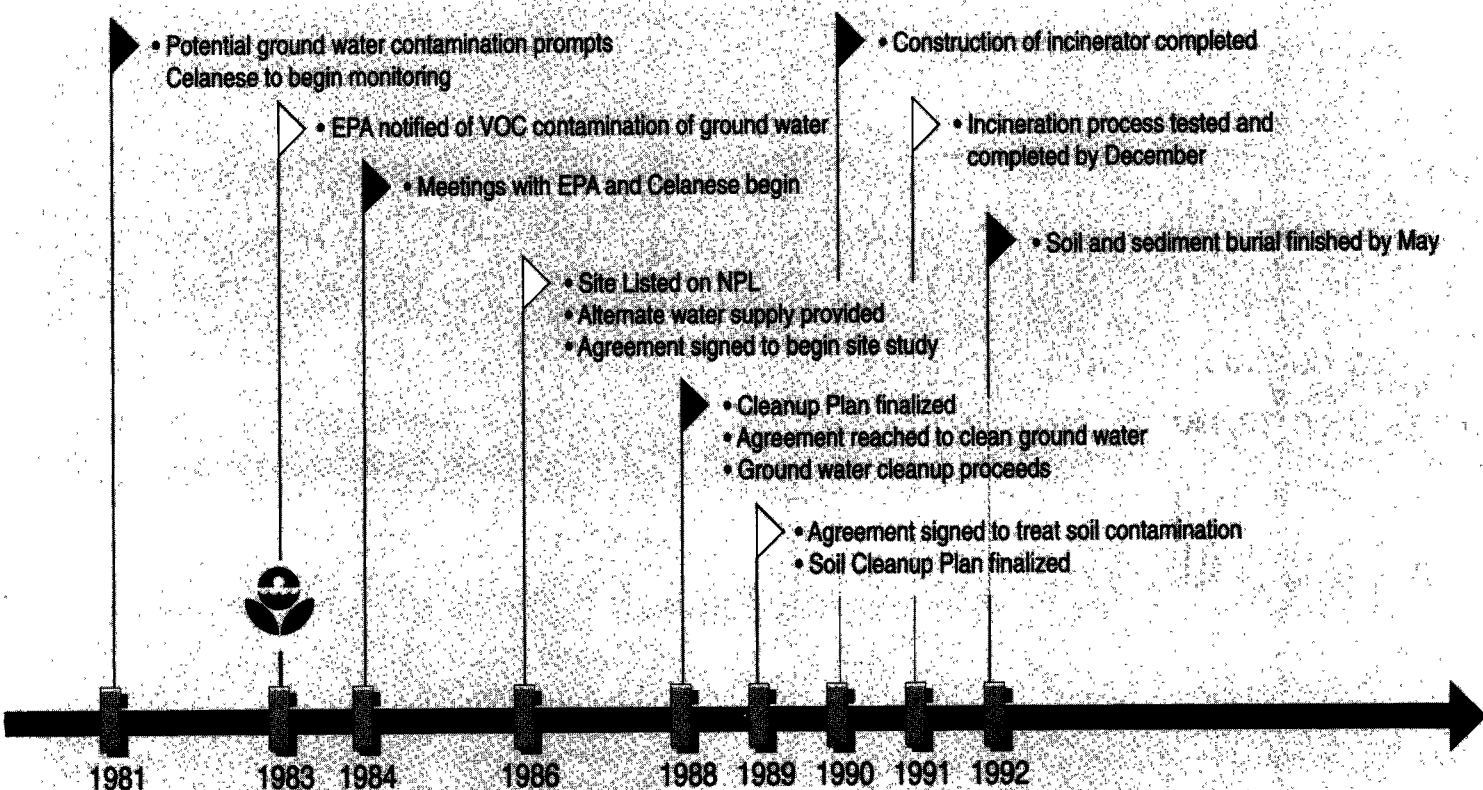 • Potential ground water contamination prompts
Celanese to begin monitoring
• EPA notified of VOC contamination of ground water
• Meetings with EPA and Celanese begin
• Site Listed on NPL
• Alternate water supply provided
• Agreement signed to begin site study
• Cleanup Plan finalized
• Agreement reached to clean ground water
• Ground water cleanup proceeds
• Agreement signed to treat soil contamination
• Soil Cleanup Plan finalized
• Construction of incinerator completed
• Incineration process tested and
completed by December
• Soil and sediment burial finished by May
1981 1983 1984 1986 1988 1989 1990 1991 1992